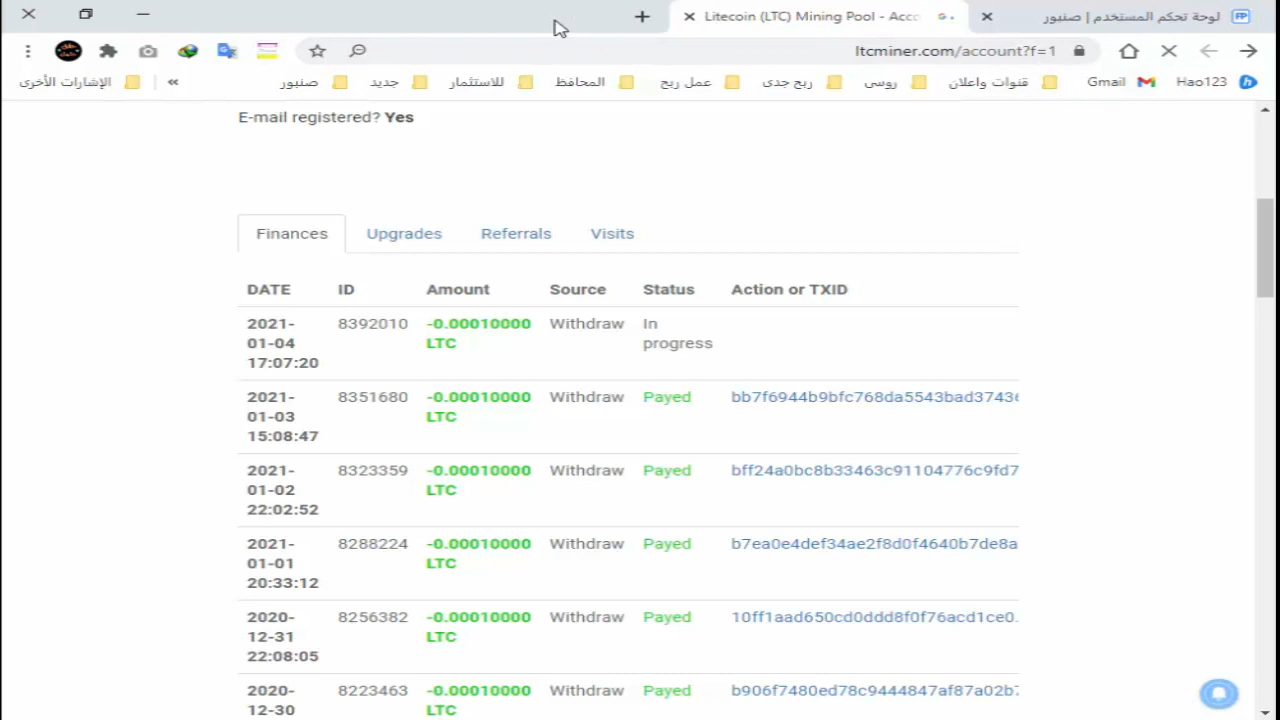 Litecoin (LTC) Mining Pool - Acco
لوحة تحكم المستخدم | صنبور
FP
ltcminer.com/account?f=1
Hao123
Gmail
قنوات واعلان
روسى
ربح جدى
عمل ربح
المحافظ
للاستثمار
جديد
صنبور
«
الإشارات الأخرى
E-mail registered? Yes
Finances Upgrades Referrals Visits
DATE ID Amount Source Status Action or TXID
2021- 8392010 -0.00010000 Withdraw In
01-04 LTC progress
17:07:20
2021- 8351680 -0.00010000 Withdraw Payed bb7f6944b9bfc768da5543bad37436
01-03 LTC
15:08:47
2021- 8323359 -0.00010000 Withdraw Payed bff24a0bc8b33463c91104776c9fd7
01-02 LTC
22:02:52
2021- 8288224 -0.00010000 Withdraw Payed b7ea0e4def34ae2f8d0f4640b7de8a
01-01 LTC
20:33:12
2020- 8256382 -0.00010000 Withdraw Payed 10ff1aad650cd0ddd8f0f76acd1ce0.
12-31 LTC
22:08:05
2020- 8223463 -0.00010000 Withdraw Payed b906f7480ed78c9444847af87a02b7
12-30 LTC